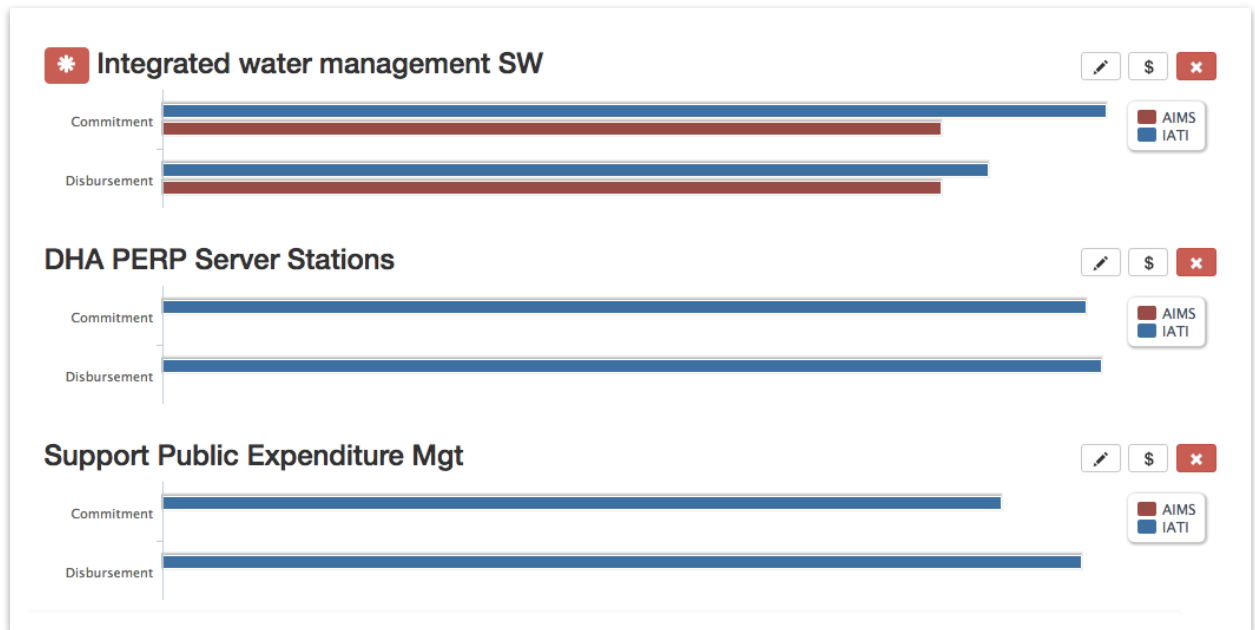 Integrated water management SW
$
Commitment
AIMS
IATI
Disbursement
DHA PERP Server Stations
$
Commitment
AIMS
IATI
Disbursement
Support Public Expenditure Mgt
$
Commitment
AIMS
IATI
Disbursement